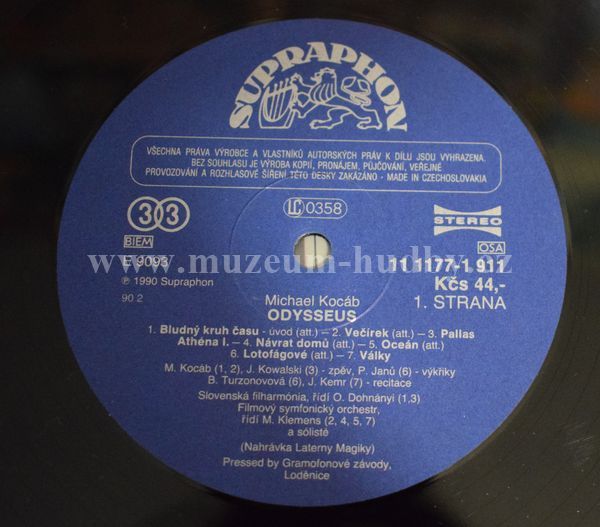 SUPRAPHON
VŠECHNA PRÁVA VÝROBCE A VLASTNÍKŮ AUTORSKÝCH PRÁV K DÍLU JSOU VYHRAZENA.
BEZ SOUHLASU JE VÝROBA KOPIÍ, PRONÁJEM, PŮJČOVÁNÍ, VEŘEJNÉ
PROVOZOVÁNÍ A ROZHLASOVÉ ŠÍŘENÍ TÉTO DESKY ZAKÁZÁNO - MADE IN CZECHOSLOVAKIA
33
LC 0358
STEREO
BIEM
OSA
E 9093
11 1177-1 911
www.muzeum-hudby.cz
℗ 1990 Supraphon
Kčs 44,-
90 2
1. STRANA
Michael Kocáb
ODYSSEUS
1. Bludný kruh času - úvod (att.) – 2. Večírek (att.) – 3. Pallas
Athéna I. – 4. Návrat domů (att.) – 5. Oceán (att.)
6. Lotofágové (att.) – 7. Války
M. Kocáb (1, 2), J. Kowalski (3) - zpěv, P. Janů (6) - výkřiky
B. Turzonovová (6), J. Kemr (7) - recitace
Slovenská filharmónia, řídí O. Dohnányi (1,3)
Filmový symfonický orchestr,
řídí M. Klemens (2, 4, 5, 7)
a sólisté
(Nahrávka Laterny Magiky)
Pressed by Gramofonové závody,
Loděnice